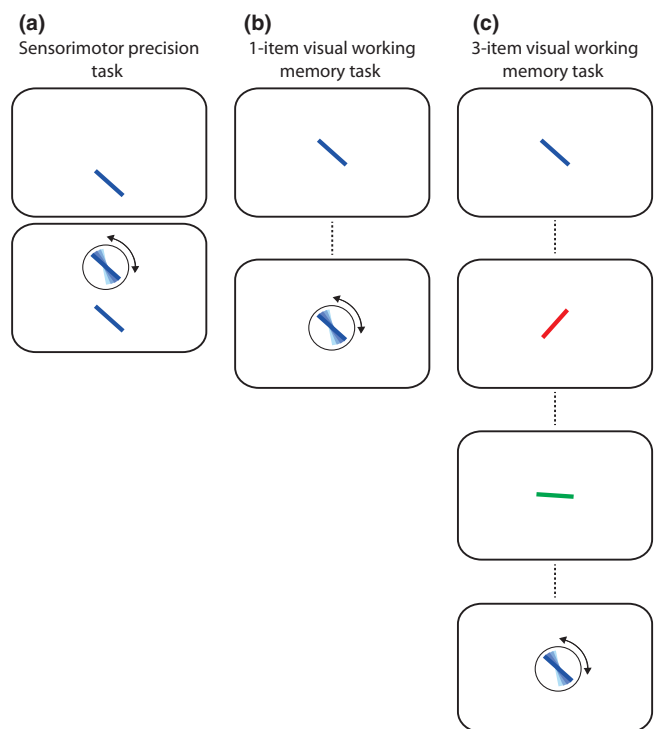 (a)
Sensorimotor precision
task
(b)
1-item visual working
memory task
(c)
3-item visual working
memory task